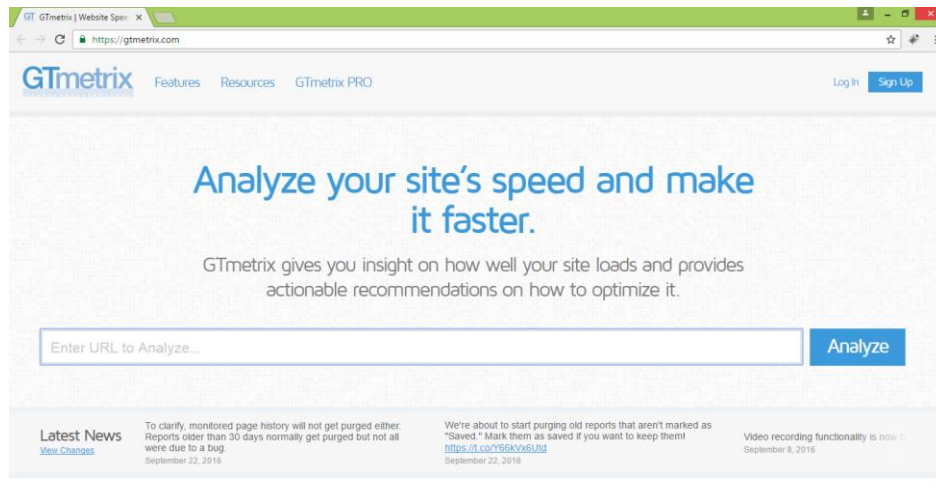 GT GTmetrix | Website Spee
https://gtmetrix.com
GTmetrix Features Resources GTmetrix PRO Log In Sign Up
Analyze your site's speed and make
it faster.
GTmetrix gives you insight on how well your site loads and provides
actionable recommendations on how to optimize it.
Enter URL to Analyze...
Analyze
Latest News
View Changes
To clarify, monitored page history will not get purged either.
Reports older than 30 days normally get purged but not all
were due to a bug.
September 22, 2016
We're about to start purging old reports that aren't marked as
"Saved." Mark them as saved if you want to keep them!
https://t.co/Y66kVx6Utd
September 22, 2016
Video recording functionality is now
September 8, 2016